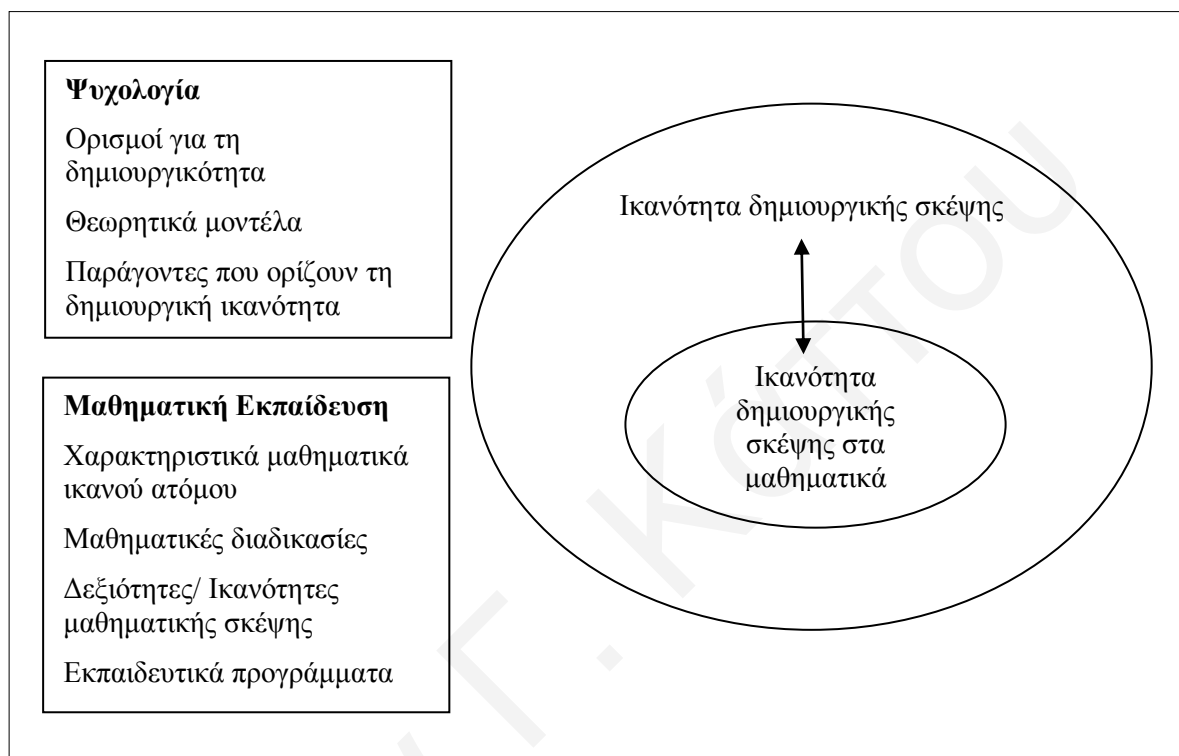 Ψυχολογία
Ορισμοί για τη
δημιουργικότητα
Θεωρητικά μοντέλα
Παράγοντες που ορίζουν τη
δημιουργική ικανότητα
Μαθηματική Εκπαίδευση
Χαρακτηριστικά μαθηματικά
ικανού ατόμου
Μαθηματικές διαδικασίες
Δεξιότητες/ Ικανότητες
μαθηματικής σκέψης
Εκπαιδευτικά προγράμματα
Ικανότητα δημιουργικής σκέψης
Ικανότητα
δημιουργικής
σκέψης στα
μαθηματικά
Γ. Κάττου